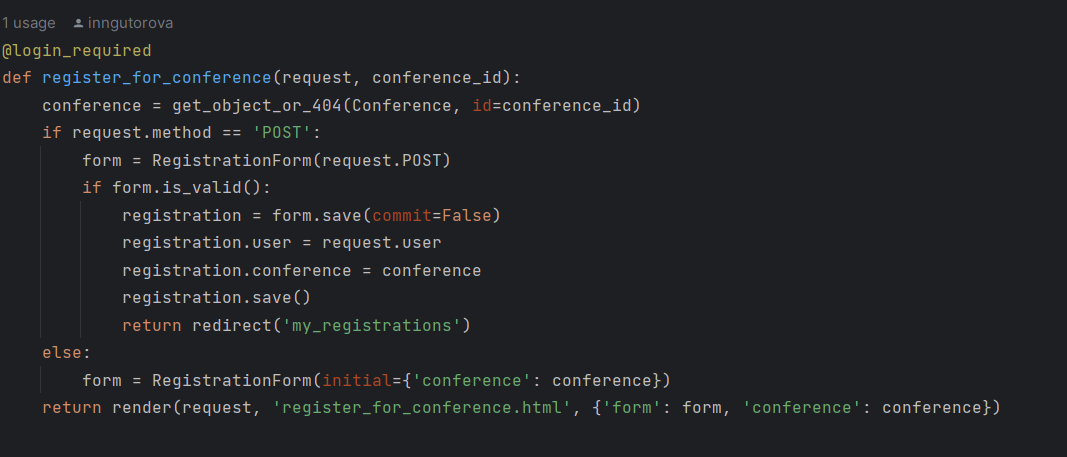 1 usage inngutorova
@login_required
def register_for_conference(request, conference_id):
    conference = get_object_or_404(Conference, id=conference_id)
    if request.method == 'POST':
        form = RegistrationForm(request.POST)
        if form.is_valid():
            registration = form.save(commit=False)
            registration.user = request.user
            registration.conference = conference
            registration.save()
            return redirect('my_registrations')
    else:
        form = RegistrationForm(initial={'conference': conference})
    return render(request, 'register_for_conference.html', {'form': form, 'conference': conference})